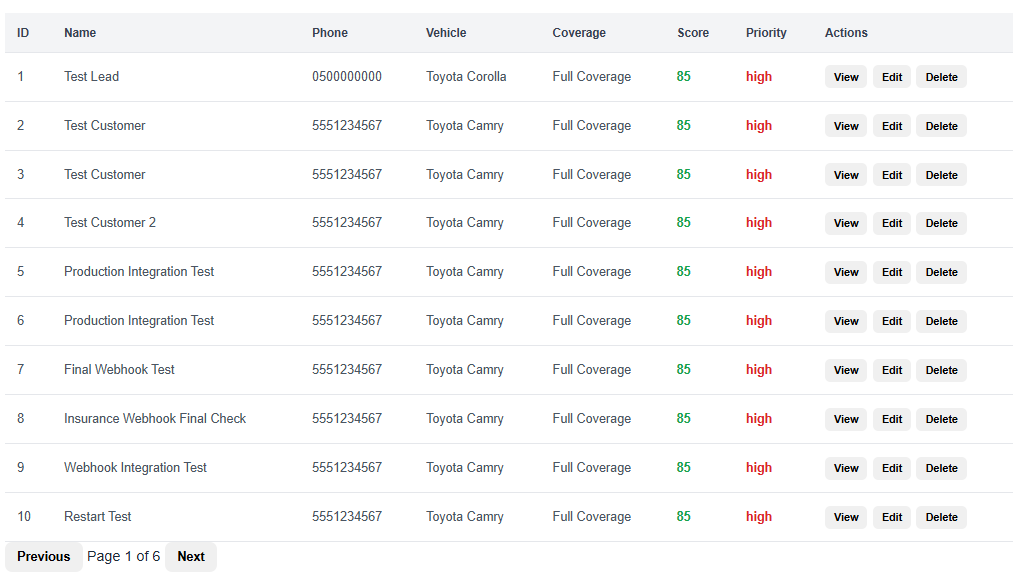 ID Name Phone Vehicle Coverage Score Priority Actions
1 Test Lead 0500000000 Toyota Corolla Full Coverage 85 high View Edit Delete
2 Test Customer 5551234567 Toyota Camry Full Coverage 85 high View Edit Delete
3 Test Customer 5551234567 Toyota Camry Full Coverage 85 high View Edit Delete
4 Test Customer 2 5551234567 Toyota Camry Full Coverage 85 high View Edit Delete
5 Production Integration Test 5551234567 Toyota Camry Full Coverage 85 high View Edit Delete
6 Production Integration Test 5551234567 Toyota Camry Full Coverage 85 high View Edit Delete
7 Final Webhook Test 5551234567 Toyota Camry Full Coverage 85 high View Edit Delete
8 Insurance Webhook Final Check 5551234567 Toyota Camry Full Coverage 85 high View Edit Delete
9 Webhook Integration Test 5551234567 Toyota Camry Full Coverage 85 high View Edit Delete
10 Restart Test 5551234567 Toyota Camry Full Coverage 85 high View Edit Delete
Previous Page 1 of 6 Next